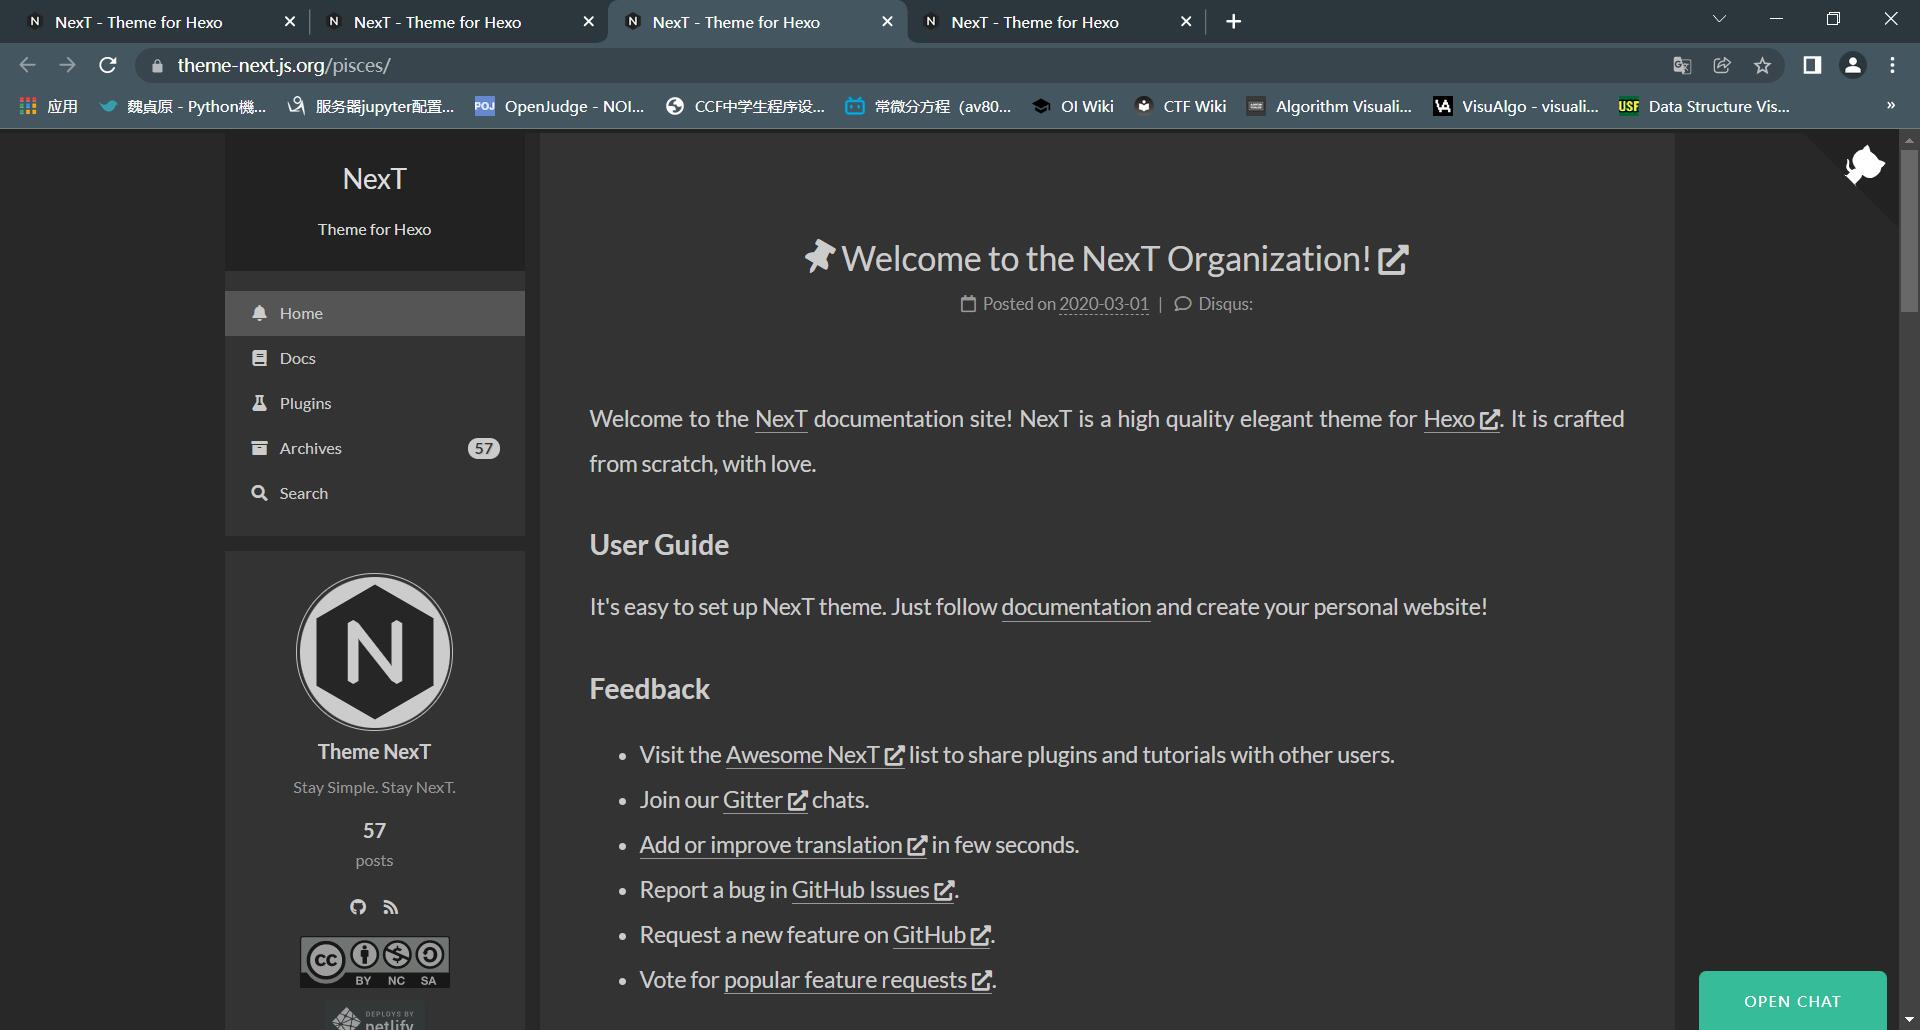 NexT - Theme for Hexo
NexT - Theme for Hexo
NexT - Theme for Hexo
NexT - Theme for Hexo
theme-next.js.org/pisces/
应用
魏貞原 - Python機...
服务器jupyter配置...
POJ
OpenJudge - NOI...
CCF中学生程序设...
常微分方程（av80...
OI Wiki
CTF Wiki
Algorithm Visuali...
VisuAlgo - visuali...
USF
Data Structure Vis...
»
NexT
Theme for Hexo
Home
Docs
Plugins
Archives 57
Search
N
Theme NexT
Stay Simple. Stay NexT.
57
posts
cc
BY NC SA
DEPLOYS BY
netlify
Welcome to the NexT Organization!
Posted on 2020-03-01 | Disqus:
Welcome to the NexT documentation site! NexT is a high quality elegant theme for Hexo. It is crafted
from scratch, with love.
User Guide
It's easy to set up NexT theme. Just follow documentation and create your personal website!
Feedback
• Visit the Awesome NexT list to share plugins and tutorials with other users.
• Join our Gitter chats.
• Add or improve translation in few seconds.
• Report a bug in GitHub Issues.
• Request a new feature on GitHub.
• Vote for popular feature requests.
OPEN CHAT